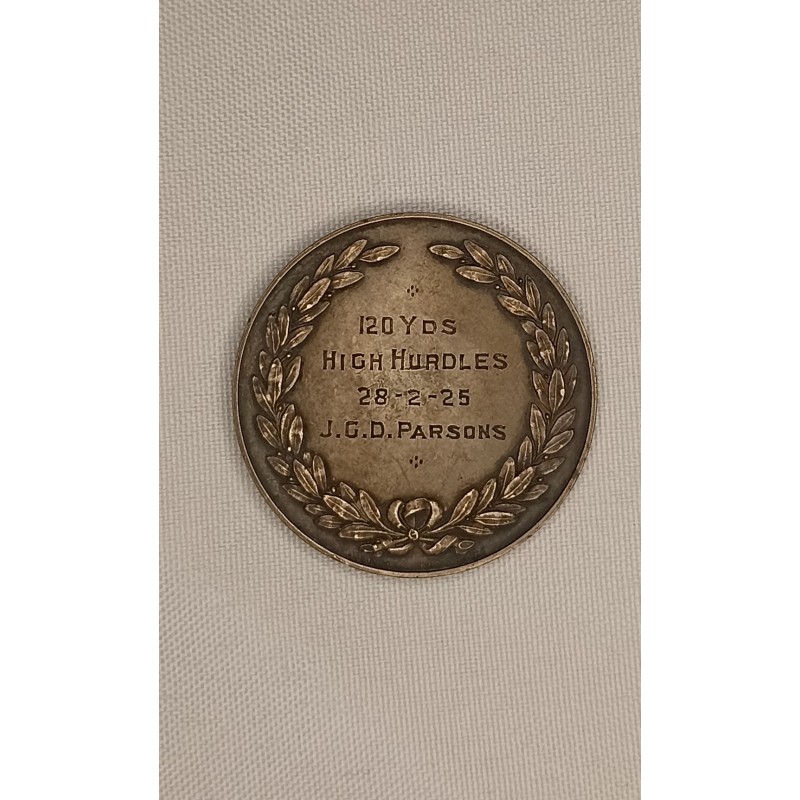 120 YDS
HIGH HURDLES
28-2-25
J.G.D. PARSONS